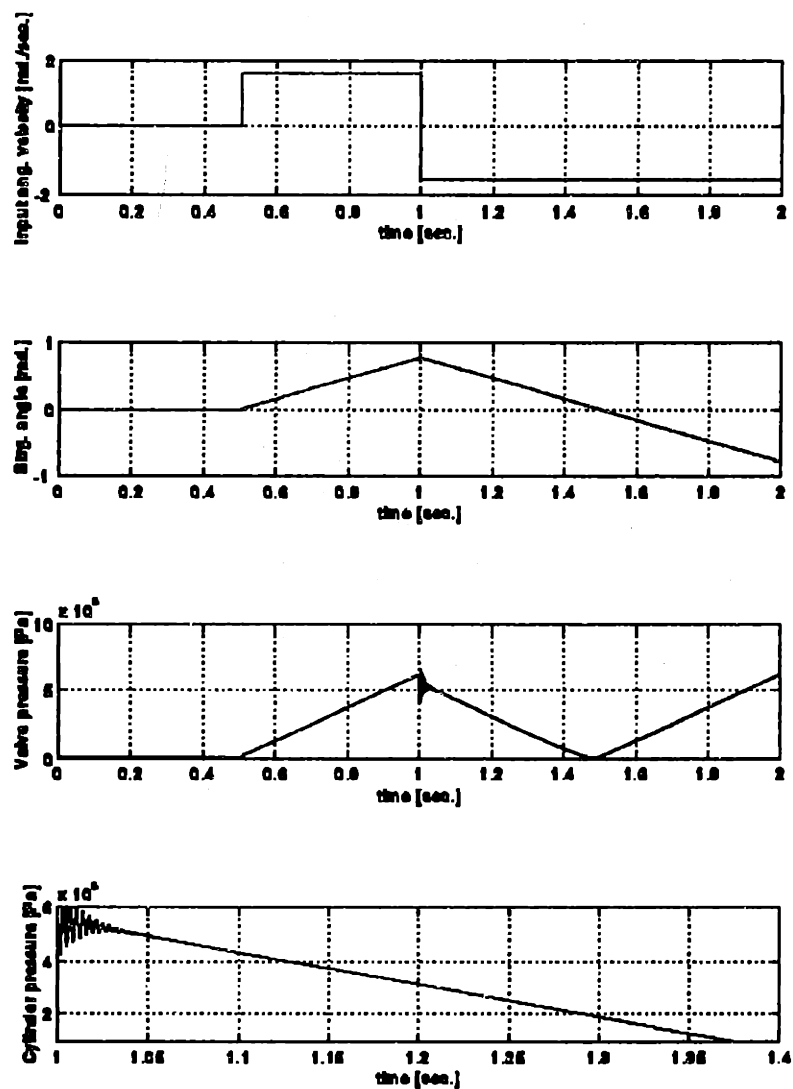 Input ang. velocity [rad./sec.]
2
0
-2
0 0.2 0.4 0.6 0.8 1 1.2 1.4 1.6 1.8 2
time [sec.]
angle [rad.]
1
0
-1
0 0.2 0.4 0.6 0.8 1 1.2 1.4 1.6 1.8 2
time [sec.]
Valve pressure [Pa]
x 10
10
5
0
0 0.2 0.4 0.6 0.8 1 1.2 1.4 1.6 1.8 2
time [sec.]
Cylinder pressure [Pa]
x 10
6
4
2
1 1.05 1.1 1.15 1.2 1.25 1.3 1.35 1.4
time [sec.]